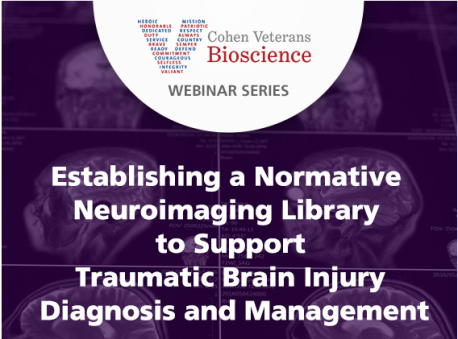 HEROIC MISSION
HONORABLE PATRIOTIC
DEDICATED RESPECT
DUTY ALWAYS
SERVICE COUNTRY
BRAVE SEMPER
READY DEFEND
COMMITMENT
COURAGEOUS
SELFLESS
INTEGRITY
VALIANT
Cohen Veterans
Bioscience
WEBINAR SERIES
Establishing a Normative
Neuroimaging Library
to Support
Traumatic Brain Injury
Diagnosis and Management